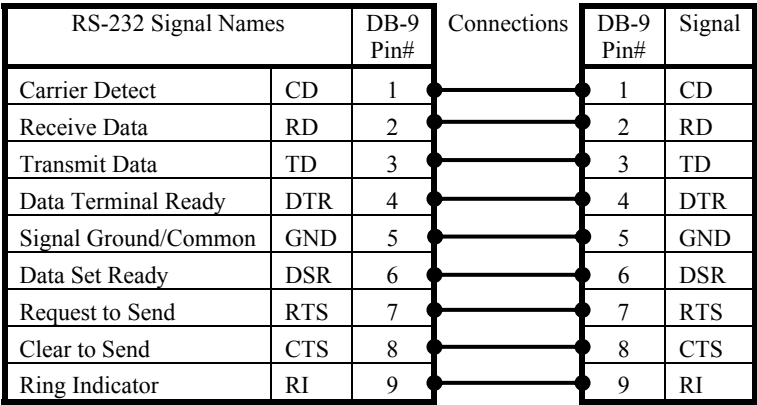 RS-232 Signal Names DB-9 Connections DB-9 Signal
Pin# Pin#
Carrier Detect CD 1 1 CD
Receive Data RD 2 2 RD
Transmit Data TD 3 3 TD
Data Terminal Ready DTR 4 4 DTR
Signal Ground/Common GND 5 5 GND
Data Set Ready DSR 6 6 DSR
Request to Send RTS 7 7 RTS
Clear to Send CTS 8 8 CTS
Ring Indicator RI 9 9 RI